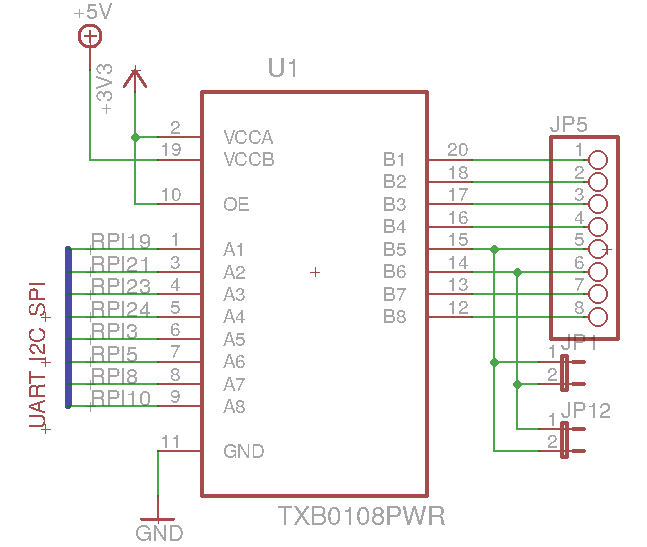 +5V
+3V3
U1
JP5
2 VCCA
19 VCCB
10 OE
RPI19 1 A1
RPI21 3 A2
RPI23 4 A3
RPI24 5 A4
RPI3 6 A5
RPI5 7 A6
RPI8 8 A7
RPI10 9 A8
11 GND
UART I2C SPI
B1 20 1
B2 18 2
B3 17 3
B4 16 4
B5 15 5
B6 14 6
B7 13 7
B8 12 8
JP1
1
2
JP12
1
2
TXB0108PWR
GND